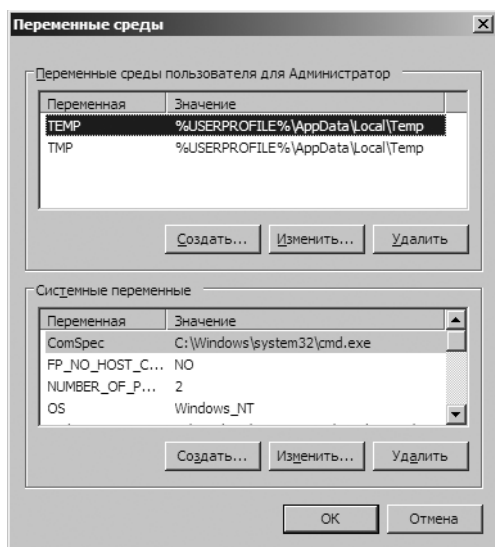 Переменные среды
Переменные среды пользователя для Администратор
Переменная Значение
TEMP %USERPROFILE%\AppData\Local\Temp
TMP %USERPROFILE%\AppData\Local\Temp
Создать... Изменить... Удалить
Системные переменные
Переменная Значение
ComSpec C:\Windows\system32\cmd.exe
FP_NO_HOST_C... NO
NUMBER_OF_P... 2
OS Windows_NT
Создать... Изменить... Удалить
OK Отмена